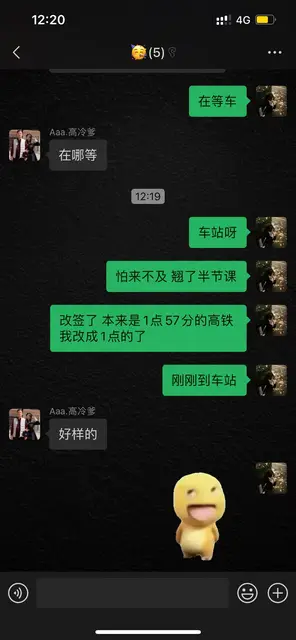 12:20
4G
(5)
在等车
Aaa.高冷爹
在哪等
12:19
车站呀
怕来不及 翘了半节课
改签了 本来是1点57分的高铁
我改成1点的了
刚刚到车站
Aaa.高冷爹
好样的